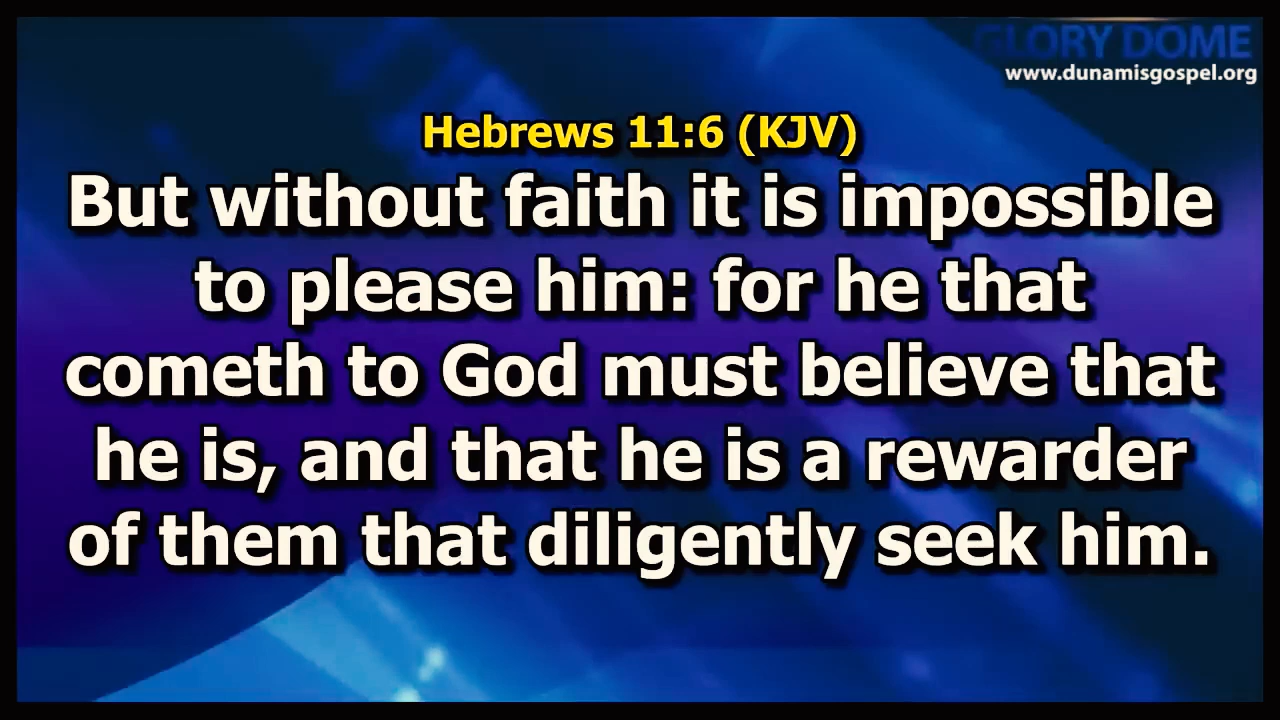 GLORY DOME
www.dunamisgospel.org
Hebrews 11:6 (KJV)
But without faith it is impossible
to please him: for he that
cometh to God must believe that
he is, and that he is a rewarder
of them that diligently seek him.